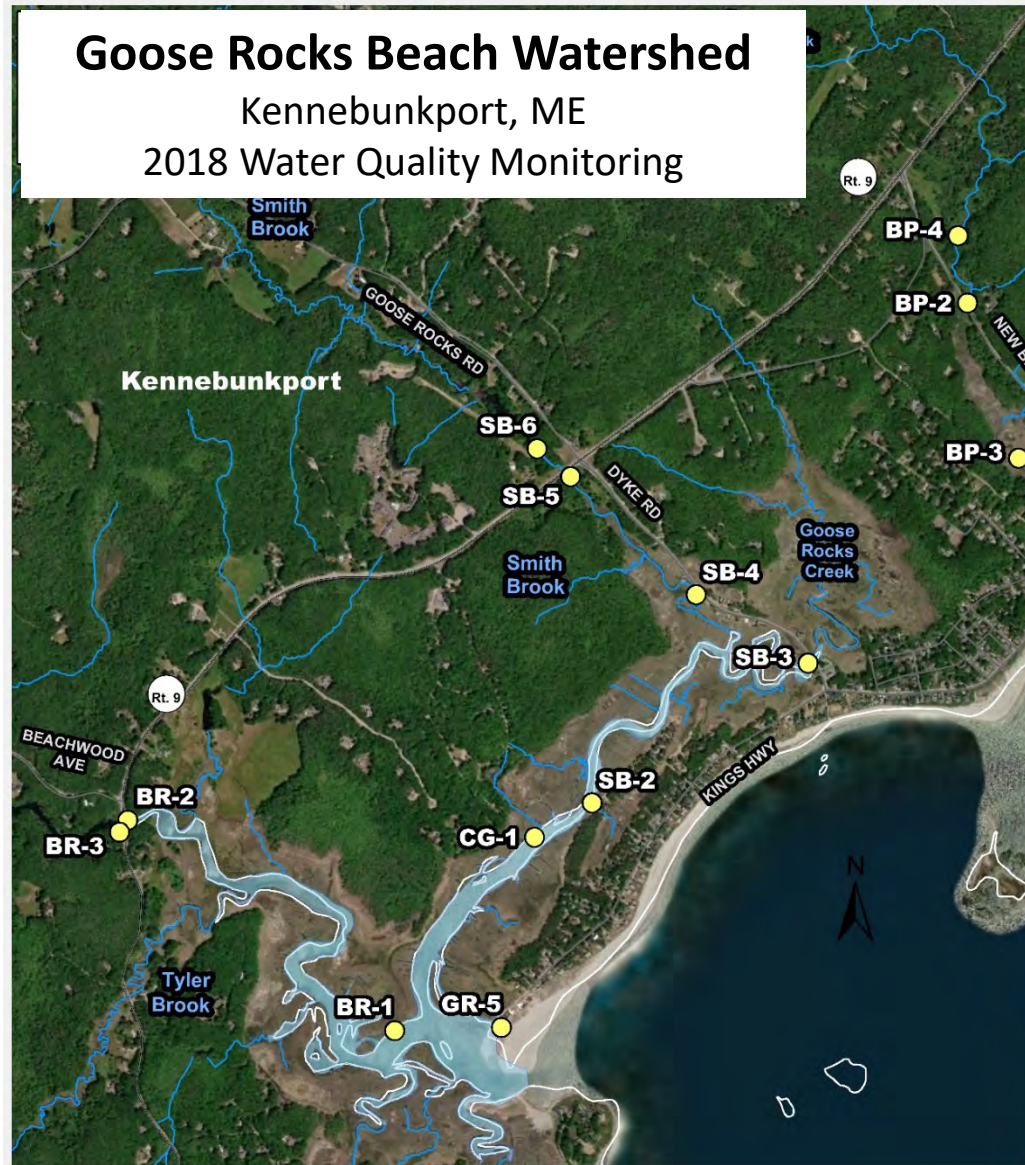 Goose Rocks Beach Watershed
Kennebunkport, ME
2018 Water Quality Monitoring
Rt. 9
Smith
Brook
BP-4
BP-2
GOOSE ROCKS RD
Kennebunkport
SB-6
BP-3
SB-5
DYKE RD
Goose
Rocks
Creek
Smith
Brook
SB-4
SB-3
Rt. 9
BEACHWOOD
AVE
KINGS HWY
SB-2
BR-2
BR-3
CG-1
N
Tyler
Brook
BR-1
GR-5
NEW